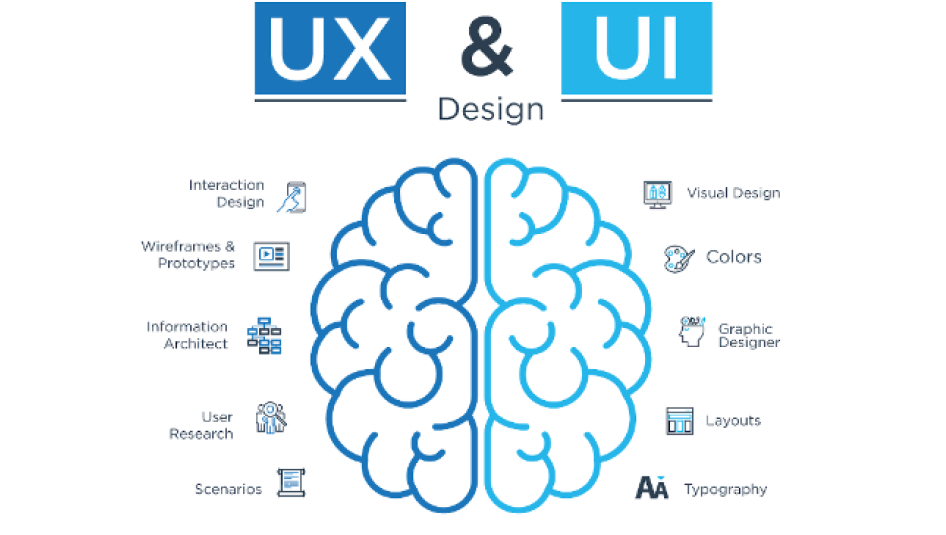 UX & UI
Design
Interaction
Design
Wireframes &
Prototypes
Information
Architect
User
Research
Scenarios
Visual Design
Colors
Graphic
Designer
Layouts
AA Typography